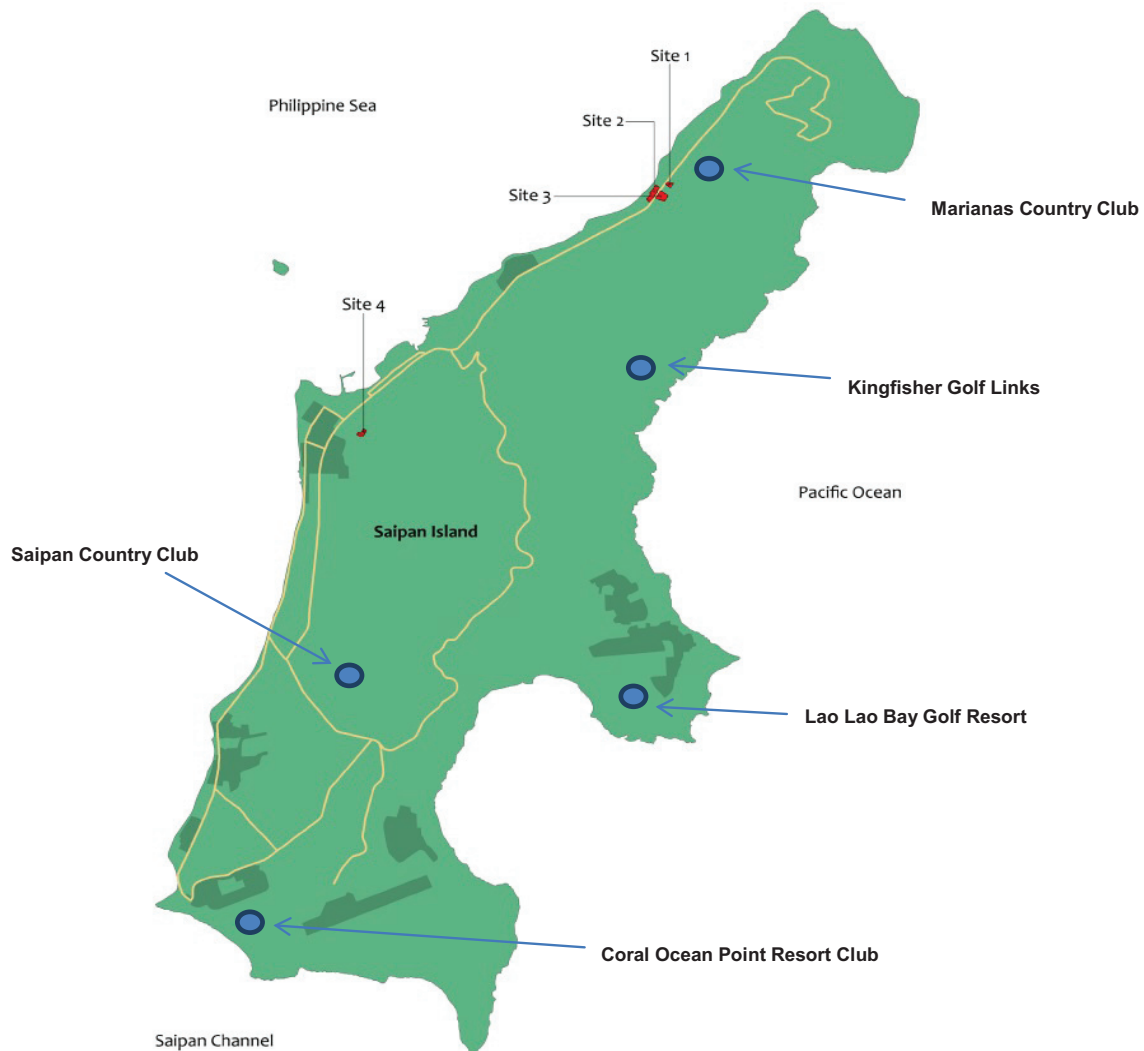 Site 1
Philippine Sea
Site 2
Site 3
Marianas Country Club
Site 4
Kingfisher Golf Links
Pacific Ocean
Saipan Island
Saipan Country Club
Lao Lao Bay Golf Resort
Coral Ocean Point Resort Club
Saipan Channel